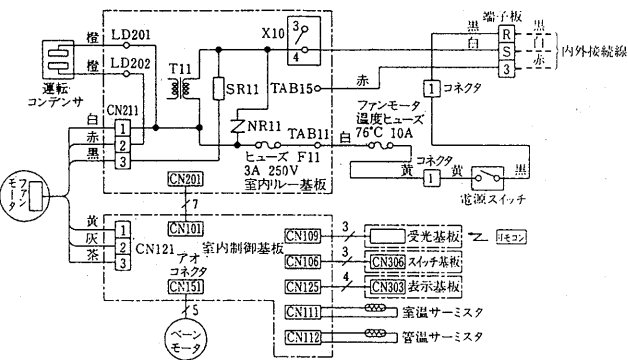 橙 LD201
橙 LD202
運転
コンデンサ
CN211
白 1
赤 2
黒 3
T11
SR11
NR11
X10
3
4
TAB15
TAB11
ヒューズ F11
3A 250V
室内リレー基板
端子板
黒 R 黒
白 S 白
3 赤
内外接続線
赤
1 コネクタ
ファンモータ
温度ヒューズ
76°C 10A
白
黄 コネクタ
1 黄 黒
電源スイッチ
ファン
モータ
CN201
7
CN101
黄 1
灰 2
茶 3
CN121
室内制御基板
アオ
コネクタ
CN151
5
ベーン
モータ
CN109 3 受光基板 リモコン
CN106 3 CN306 スイッチ基板
CN125 4 CN303 表示基板
CN111 室温サーミスタ
CN112 管温サーミスタ